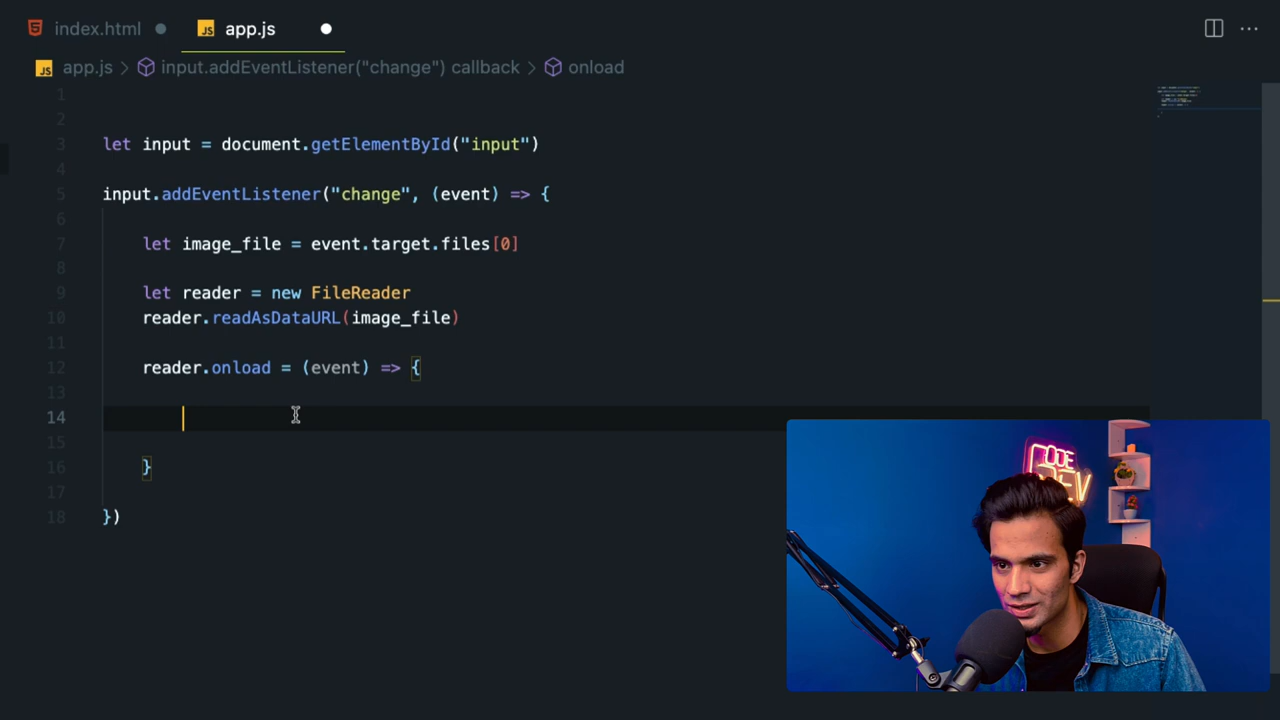 index.html
app.js
app.js > input.addEventListener("change") callback > onload
1
2
3 let input = document.getElementById("input")
4
5 input.addEventListener("change", (event) => {
6
7 let image_file = event.target.files[0]
8
9 let reader = new FileReader
10 reader.readAsDataURL(image_file)
11
12 reader.onload = (event) => {
13
14
15
16 }
17
18 })
CODE
DEV